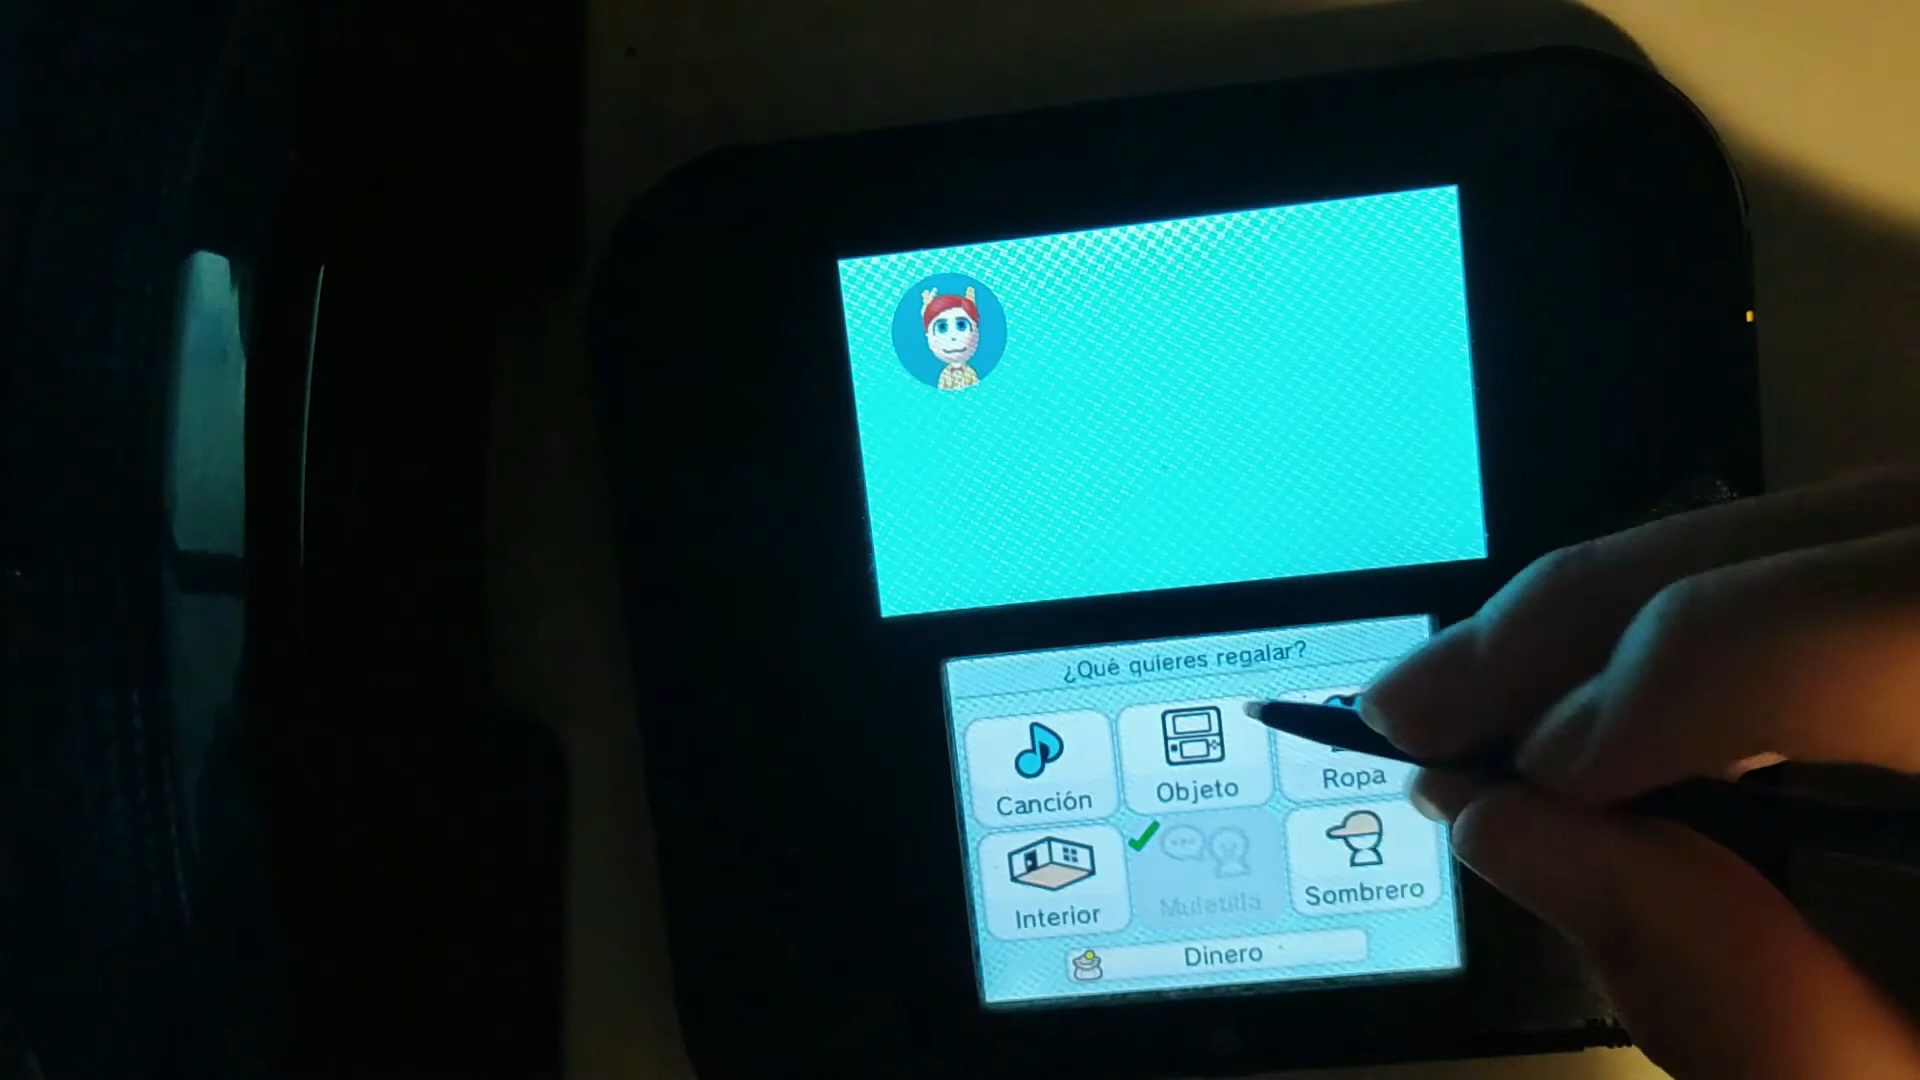 ¿Qué quieres regalar?
Canción
Objeto
Ropa
Interior
Muletilla
Sombrero
Dinero